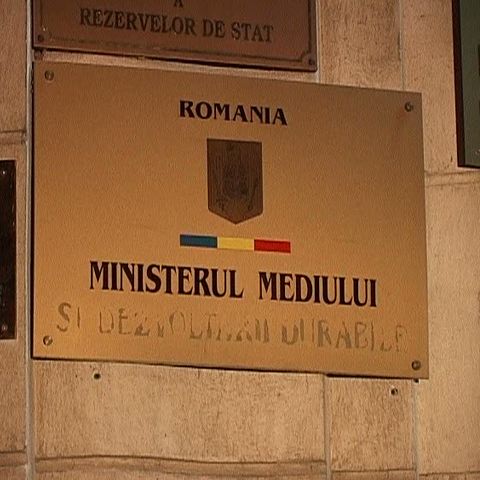 A
REZERVELOR DE STAT
ROMANIA
MINISTERUL MEDIULUI
SI DEZVOLTARII DURABILE